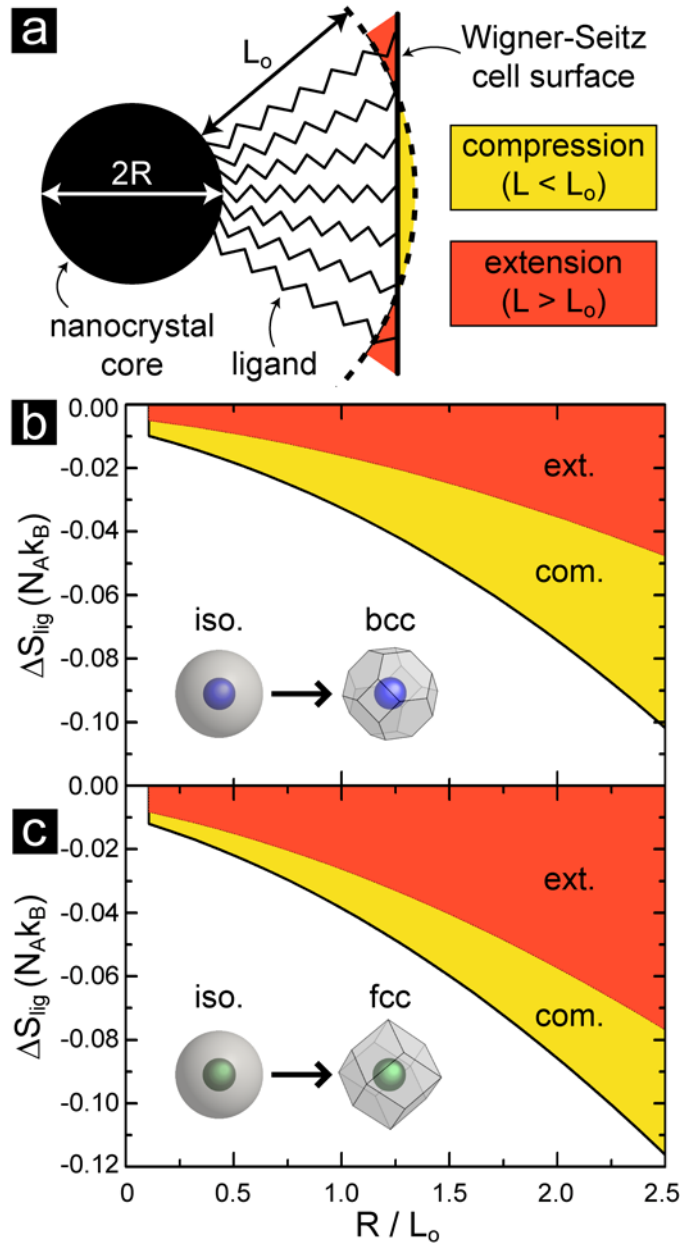 a
Lo
Wigner-Seitz
cell surface
2R
compression
(L < Lo)
extension
(L > Lo)
nanocrystal
core
ligand
b
0.00
-0.02
-0.04
-0.06
-0.08
-0.10
ΔSlig (NAkB)
ext.
com.
iso.
bcc
c
0.00
-0.02
-0.04
-0.06
-0.08
-0.10
-0.12
ΔSlig (NAkB)
ext.
com.
iso.
fcc
0
0.5
1.0
1.5
2.0
2.5
R / Lo